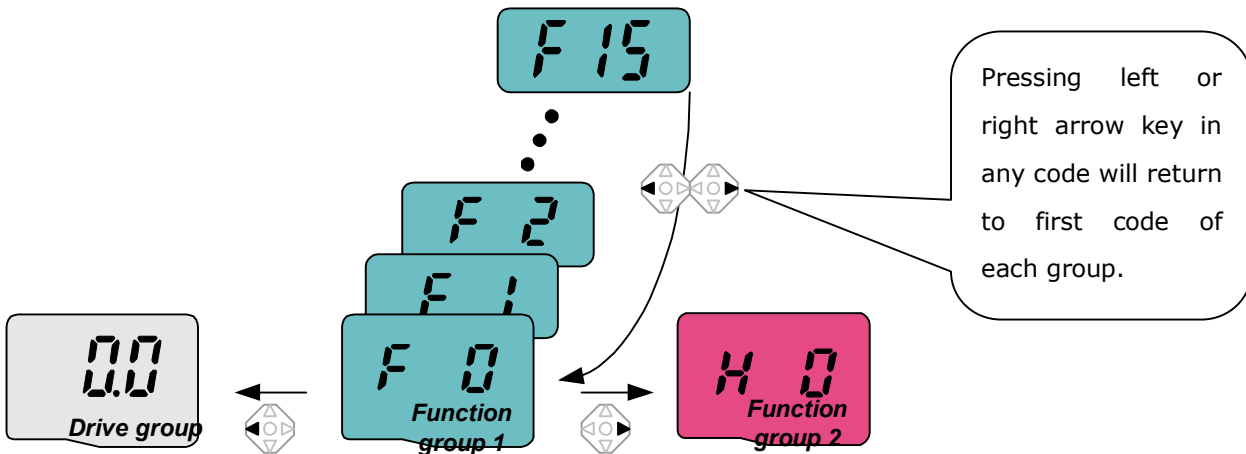 F15
Pressing left or
right arrow key in
any code will return
to first code of
each group.
F 2
F 1
F 0
Function
group 1
0.0
Drive group
H 0
Function
group 2